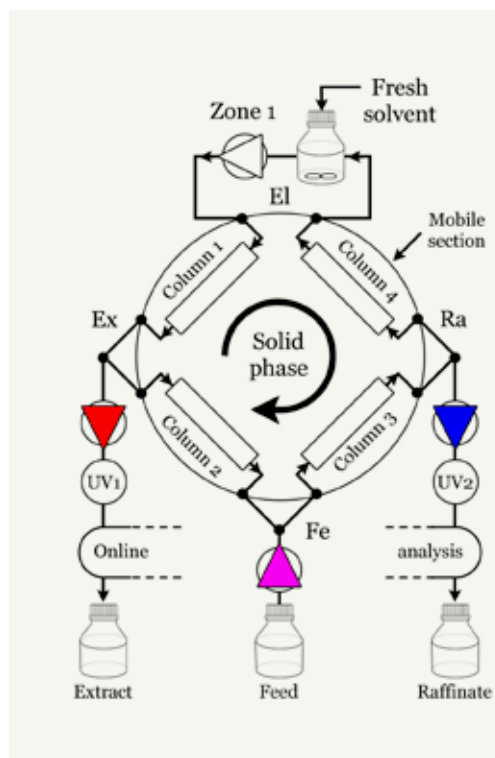 Fresh
solvent
Zone 1
El
Mobile
section
Column 1
Column 4
Ex
Ra
Solid
phase
Column 2
Column 3
UV1
UV2
Fe
Online
analysis
Extract
Feed
Raffinate